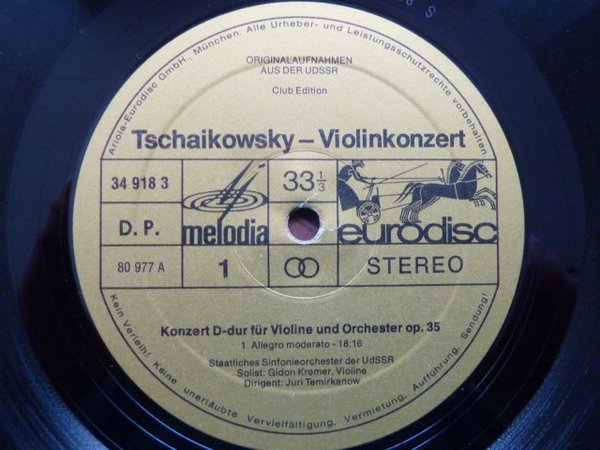 Ariola-Eurodisc GmbH., München. Alle Urheber- und Leistungsschutzrechte vorbehalten
ORIGINALAUFNAHMEN
AUS DER UDSSR
Club Edition
Tschaikowsky – Violinkonzert
34 918 3
33 1/3
D. P.
melodia
eurodisc
80 977 A
1
STEREO
Konzert D-dur für Violine und Orchester op. 35
1. Allegro moderato - 18:16
Staatliches Sinfonieorchester der UdSSR
Solist: Gidon Kremer, Violine
Dirigent: Juri Temirkanow
Kein Verleih! Keine unerlaubte Vervielfältigung, Vermietung, Aufführung, Sendung!